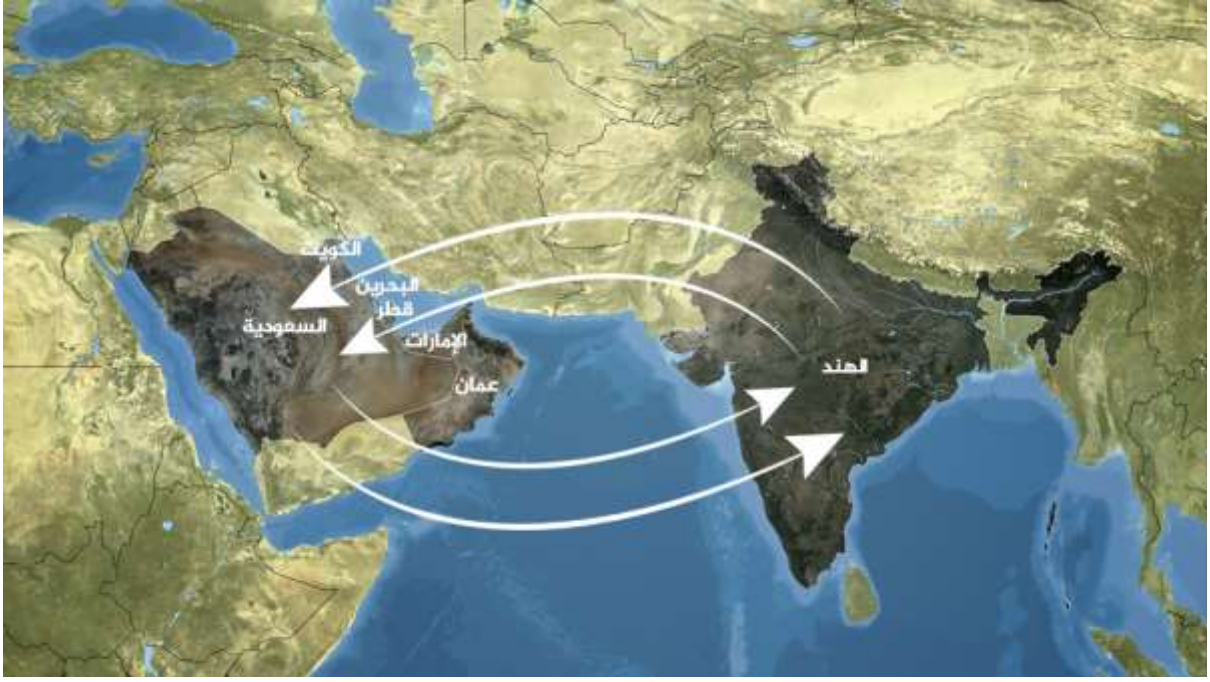 الكويت
البحرين
قطر
السعودية
الإمارات
عمان
الهند